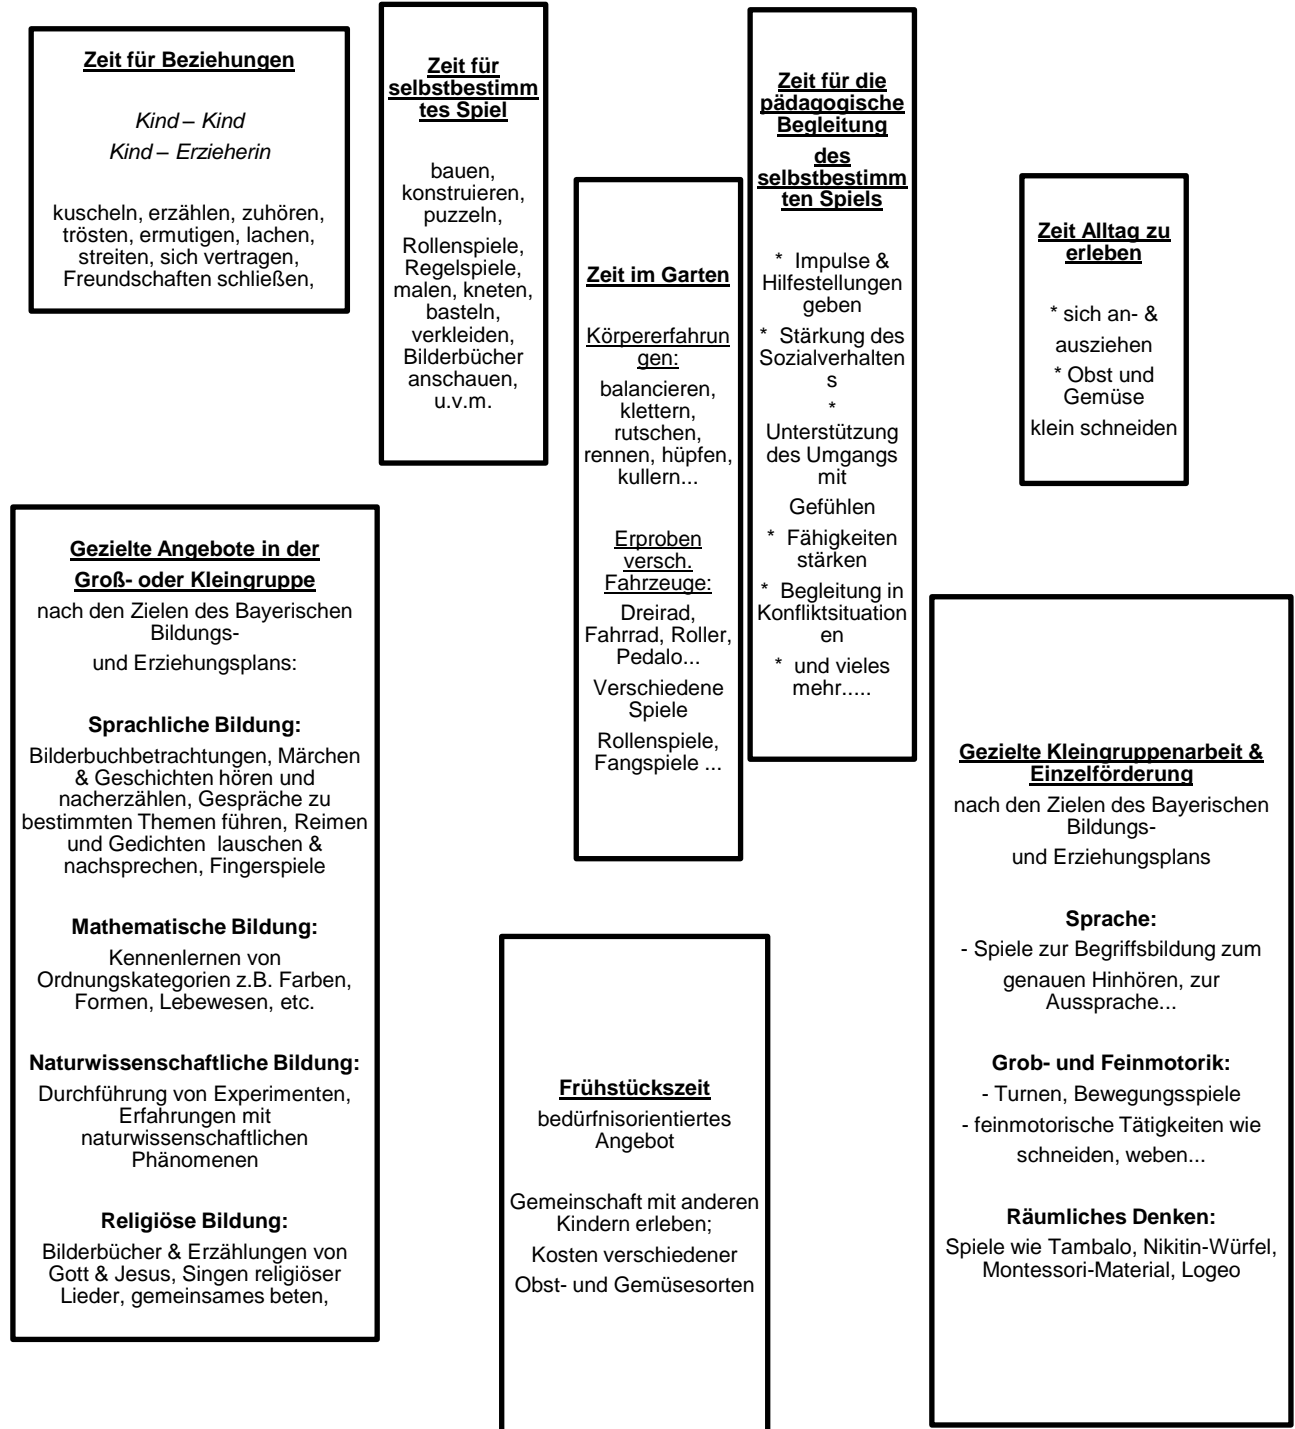 Zeit für Beziehungen
Kind – Kind
Kind – Erzieherin
kuscheln, erzählen, zuhören,
trösten, ermutigen, lachen,
streiten, sich vertragen,
Freundschaften schließen,
Zeit für
selbstbestimm
tes Spiel
bauen,
konstruieren,
puzzeln,
Rollenspiele,
Regelspiele,
malen, kneten,
basteln,
verkleiden,
Bilderbücher
anschauen,
u.v.m.
Zeit im Garten
Körpererfahrun
gen:
balancieren,
klettern,
rutschen,
rennen, hüpfen,
kullern...
Erproben
versch.
Fahrzeuge:
Dreirad,
Fahrrad, Roller,
Pedalo...
Verschiedene
Spiele
Rollenspiele,
Fangspiele ...
Zeit für die
pädagogische
Begleitung
des
selbstbestimm
ten Spiels
* Impulse &
Hilfestellungen
geben
* Stärkung des
Sozialverhalten
s
*
Unterstützung
des Umgangs
mit
Gefühlen
* Fähigkeiten
stärken
* Begleitung in
Konfliktsituation
en
* und vieles
mehr.....
Zeit Alltag zu
erleben
* sich an- &
ausziehen
* Obst und
Gemüse
klein schneiden
Gezielte Angebote in der
Groß- oder Kleingruppe
nach den Zielen des Bayerischen
Bildungs-
und Erziehungsplans:
Sprachliche Bildung:
Bilderbuchbetrachtungen, Märchen
& Geschichten hören und
nacherzählen, Gespräche zu
bestimmten Themen führen, Reimen
und Gedichten lauschen &
nachsprechen, Fingerspiele
Mathematische Bildung:
Kennenlernen von
Ordnungskategorien z.B. Farben,
Formen, Lebewesen, etc.
Naturwissenschaftliche Bildung:
Durchführung von Experimenten,
Erfahrungen mit
naturwissenschaftlichen
Phänomenen
Religiöse Bildung:
Bilderbücher & Erzählungen von
Gott & Jesus, Singen religiöser
Lieder, gemeinsames beten,
Frühstückszeit
bedürfnisorientiertes
Angebot
Gemeinschaft mit anderen
Kindern erleben;
Kosten verschiedener
Obst- und Gemüsesorten
Gezielte Kleingruppenarbeit &
Einzelförderung
nach den Zielen des Bayerischen
Bildungs-
und Erziehungsplans
Sprache:
- Spiele zur Begriffsbildung zum
genauen Hinhören, zur
Aussprache...
Grob- und Feinmotorik:
- Turnen, Bewegungsspiele
- feinmotorische Tätigkeiten wie
schneiden, weben...
Räumliches Denken:
Spiele wie Tambalo, Nikitin-Würfel,
Montessori-Material, Logeo